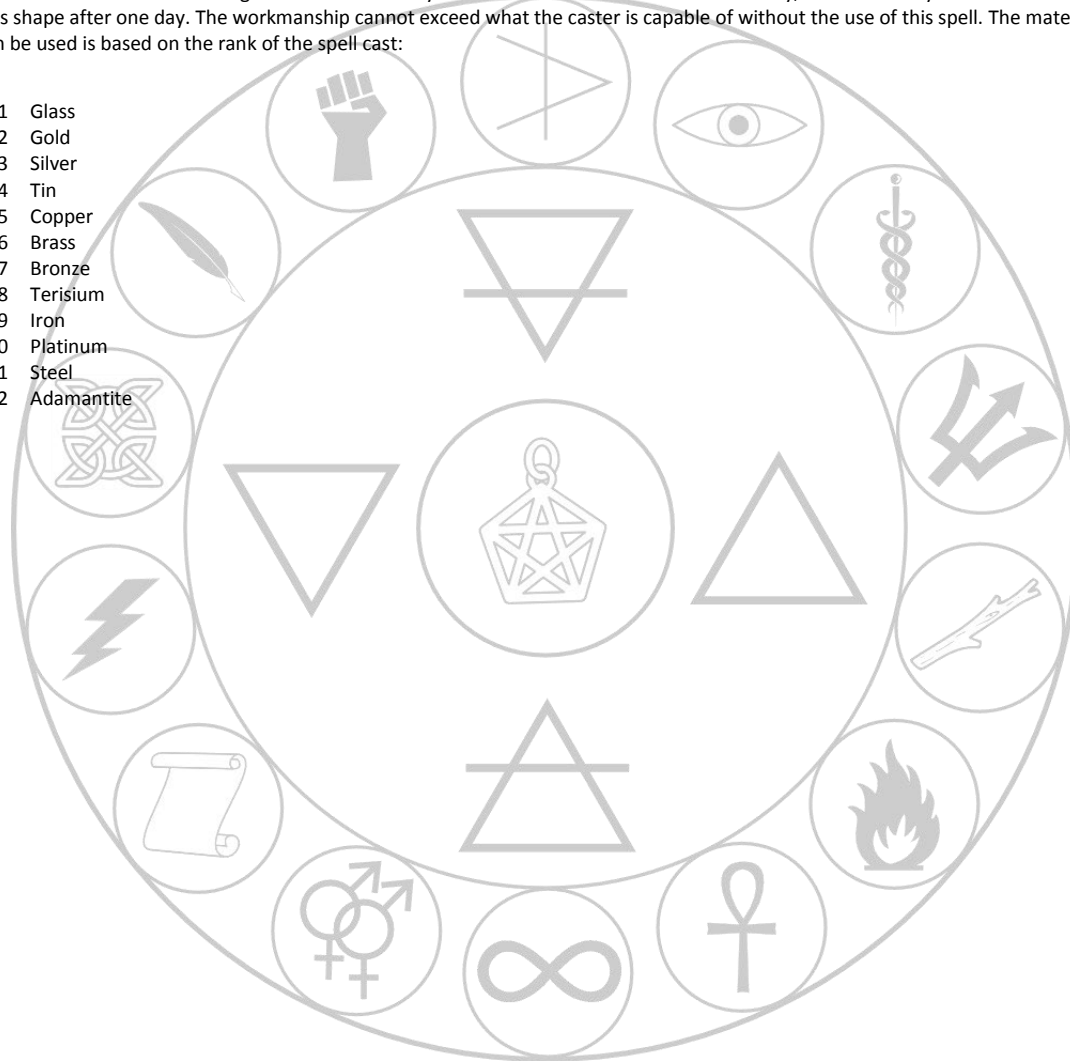 s shape after one day. The workmanship cannot exceed what the caster is capable of without the use of this spell. The mate
n be used is based on the rank of the spell cast:
1 Glass
2 Gold
3 Silver
4 Tin
5 Copper
6 Brass
7 Bronze
8 Terisium
9 Iron
0 Platinum
1 Steel
2 Adamantite